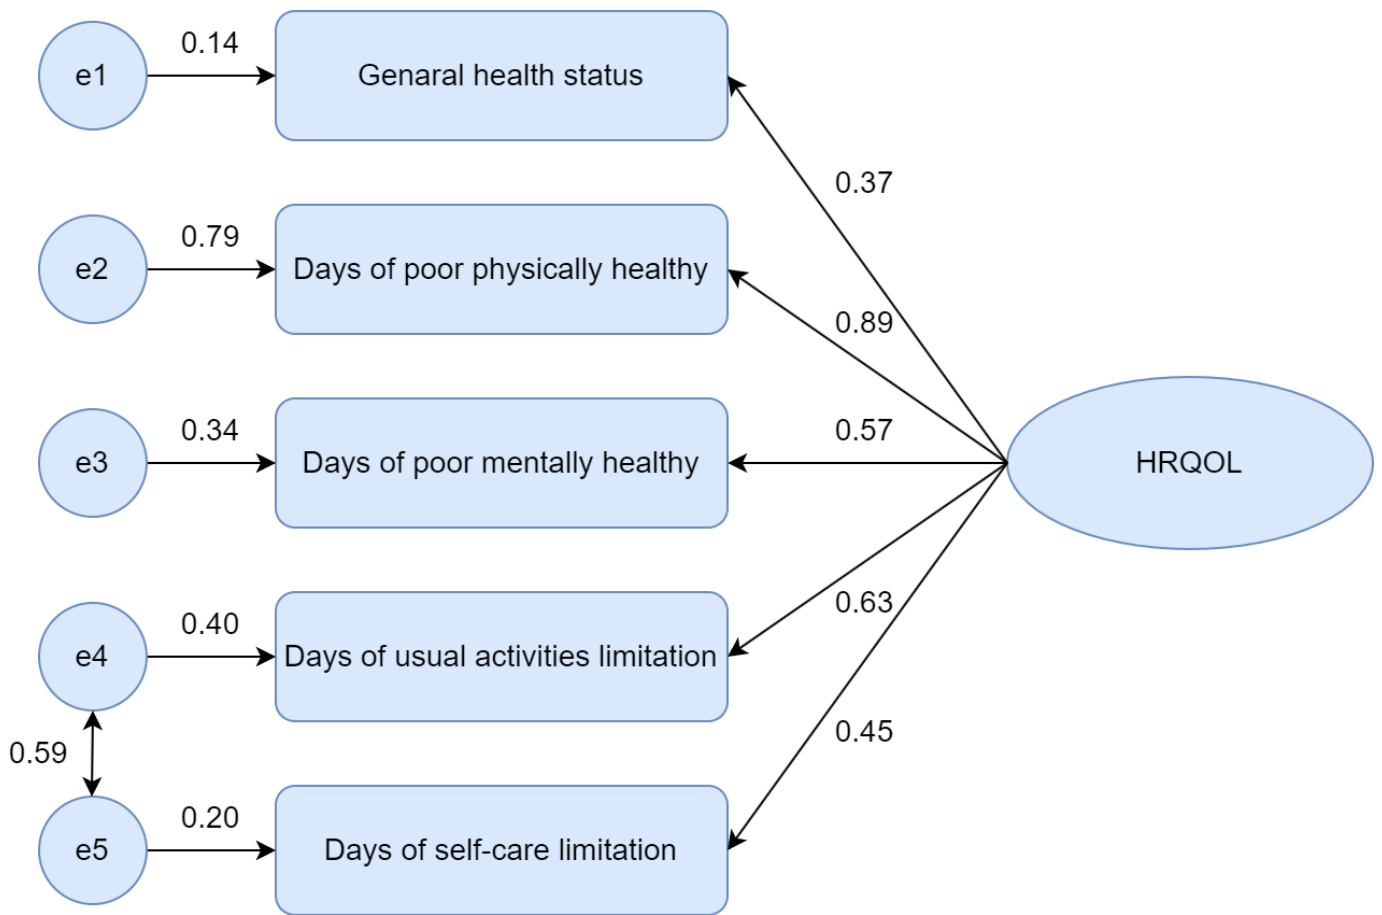 e1
0.14
Genaral health status
0.37
e2
0.79
Days of poor physically healthy
0.89
e3
0.34
Days of poor mentally healthy
0.57
HRQOL
e4
0.40
Days of usual activities limitation
0.63
0.59
e5
0.20
Days of self-care limitation
0.45